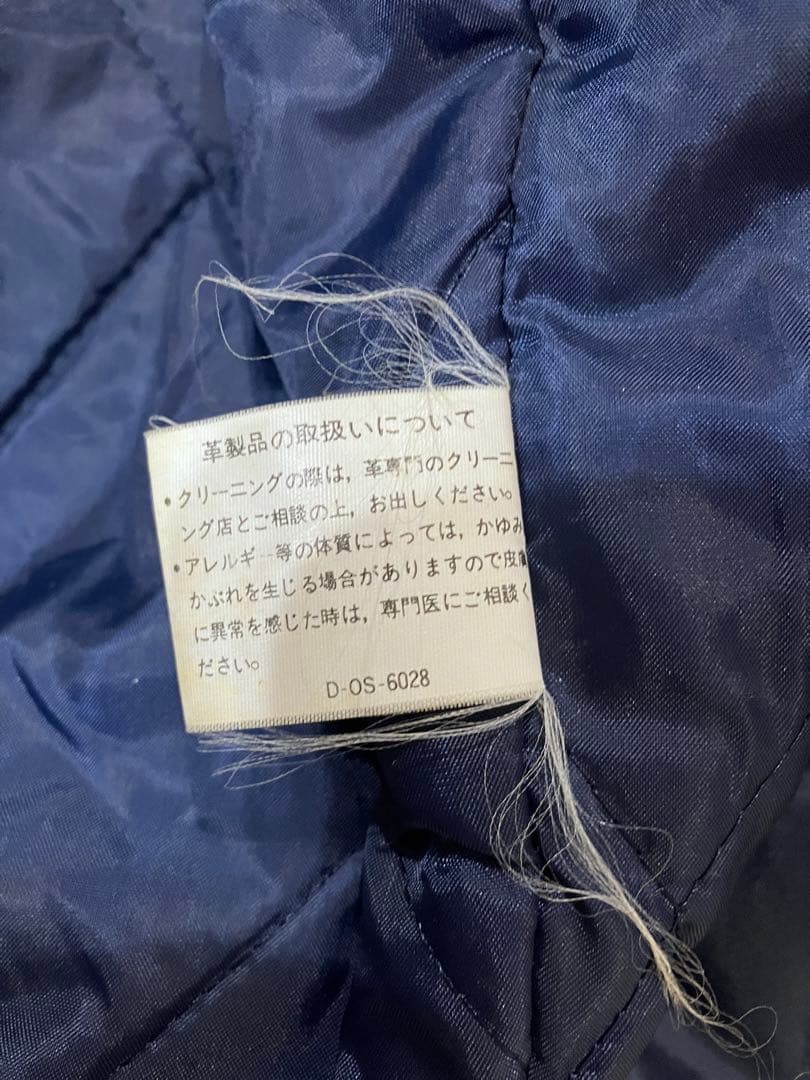 革製品の取扱いについて
・クリーニングの際は，革専門のクリーニ
ング店とご相談の上，お出しください。
・アレルギー等の体質によっては，かゆみ
かぶれを生じる場合がありますので皮膚
に異常を感じた時は，専門医にご相談く
ださい。
D-OS-6028